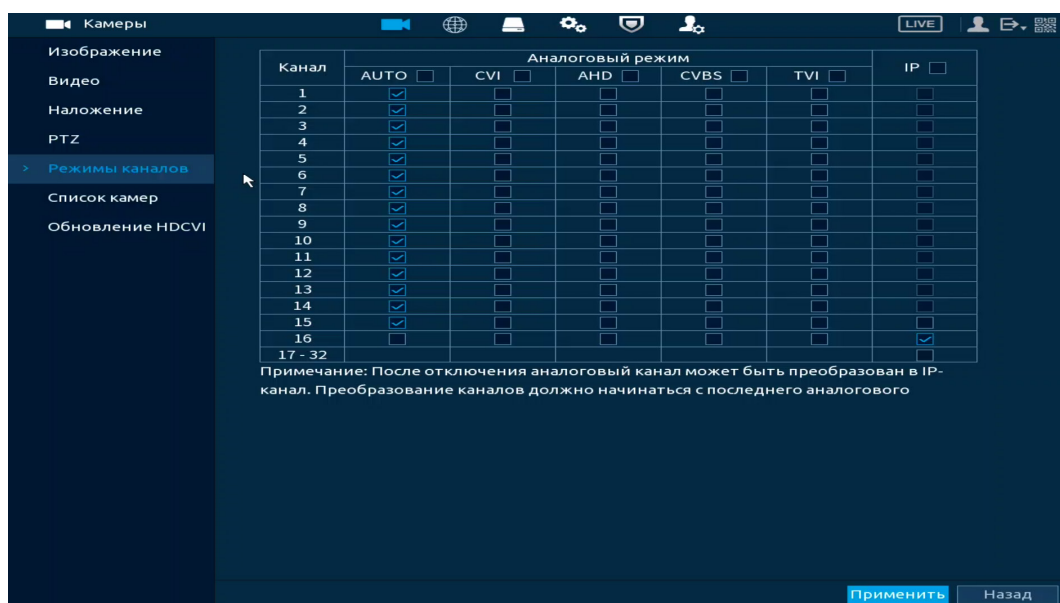 Камеры
LIVE
Изображение
Видео
Наложение
PTZ
> Режимы каналов
Список камер
Обновление HDCVI
Канал Аналоговый режим IP
AUTO CVI AHD CVBS TVI
1
2
3
4
5
6
7
8
9
10
11
12
13
14
15
16
17 - 32
Примечание: После отключения аналоговый канал может быть преобразован в IP-
канал. Преобразование каналов должно начинаться с последнего аналогового
Применить Назад